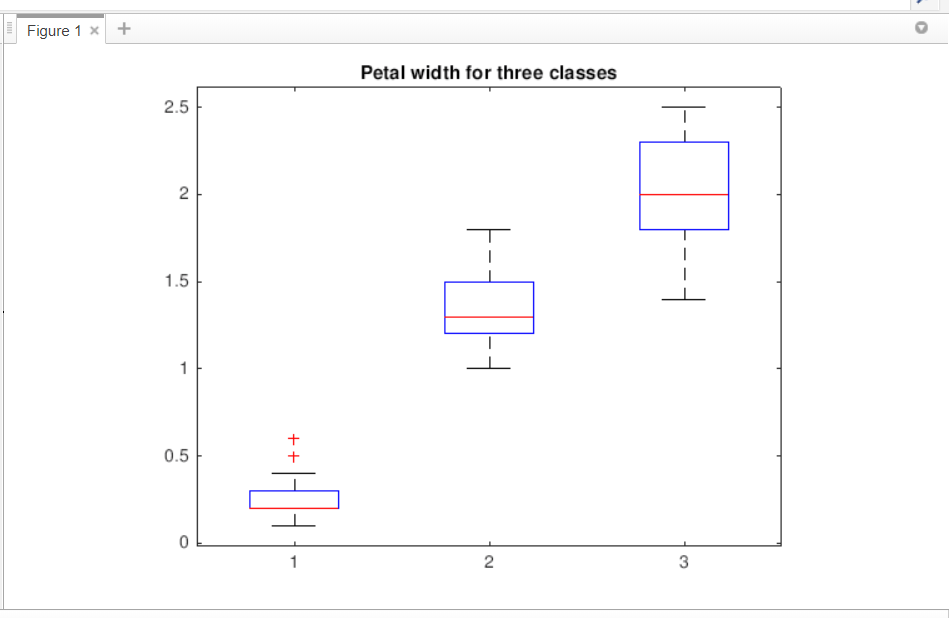 Figure 1 × +
Petal width for three classes
2.5
2
1.5
1
0.5
0
1 2 3